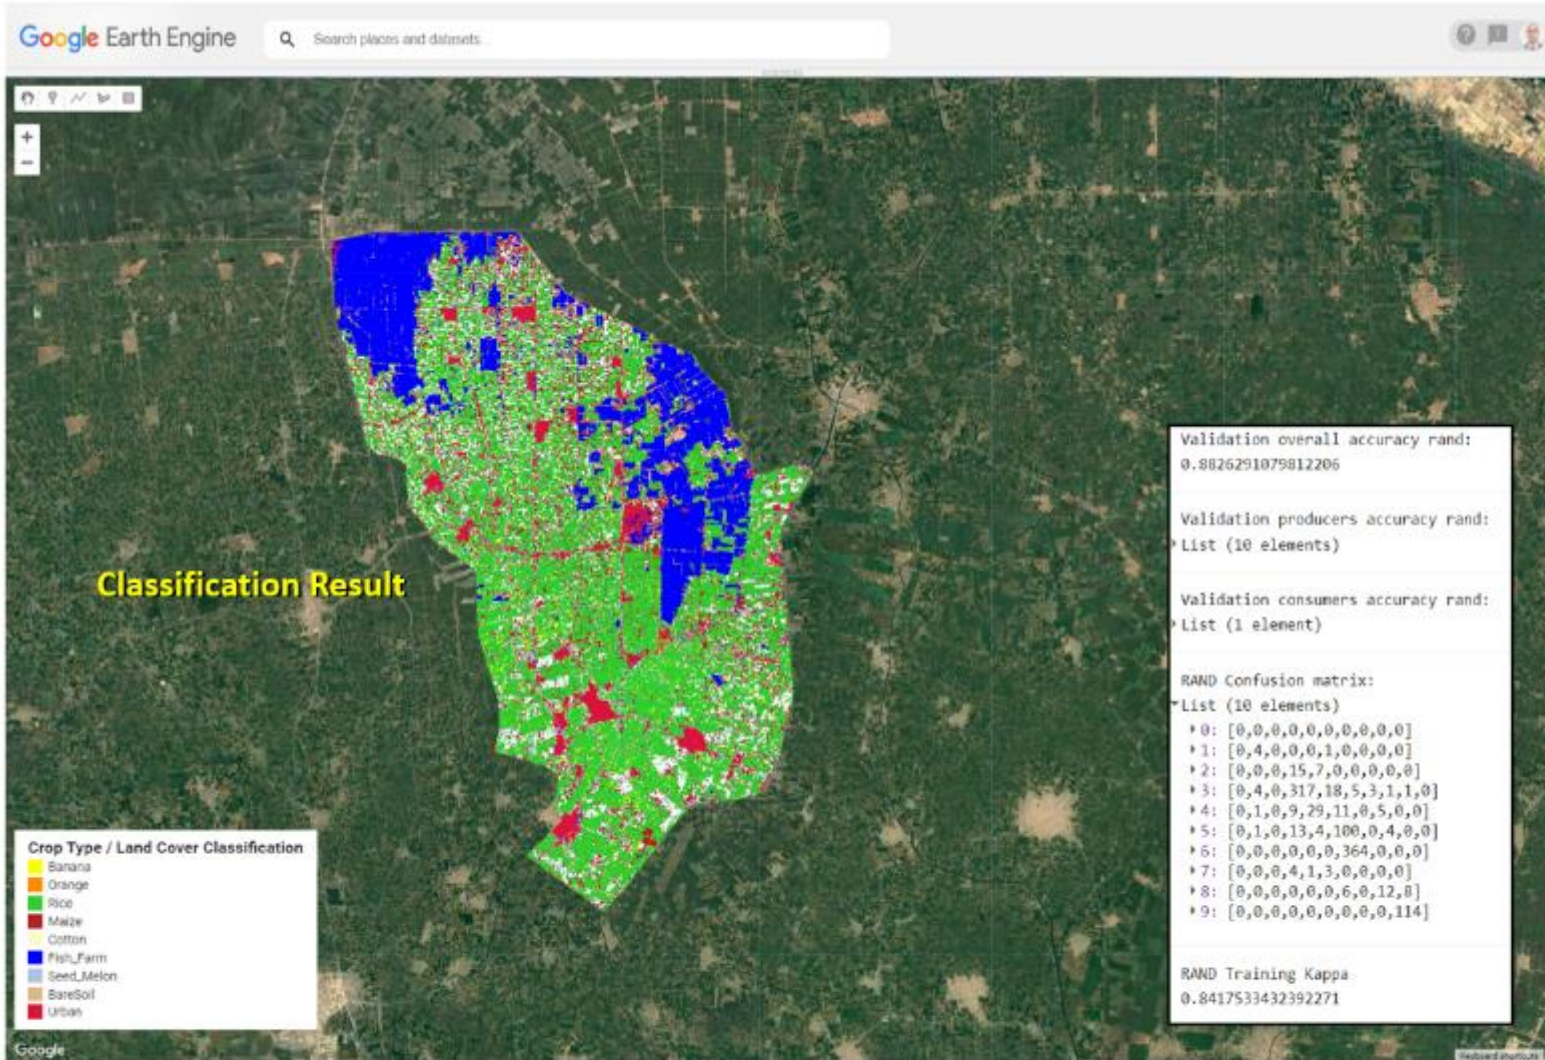 Google Earth Engine
Search places and datasets...
+
−
Classification Result
Crop Type / Land Cover Classification
Banana
Orange
Rice
Maize
Cotton
Fish_Farm
Seed_Melon
BareSoil
Urban
Google
Validation overall accuracy rand:
0.8826291079812206
Validation producers accuracy rand:
List (10 elements)
Validation consumers accuracy rand:
List (1 element)
RAND Confusion matrix:
List (10 elements)
0: [0,0,0,0,0,0,0,0,0,0]
1: [0,4,0,0,0,1,0,0,0,0]
2: [0,0,0,15,7,0,0,0,0,0]
3: [0,4,0,317,18,5,3,1,1,0]
4: [0,1,0,9,29,11,0,5,0,0]
5: [0,1,0,13,4,100,0,4,0,0]
6: [0,0,0,0,0,0,364,0,0,0]
7: [0,0,0,4,1,3,0,0,0,0]
8: [0,0,0,0,0,0,6,0,12,8]
9: [0,0,0,0,0,0,0,0,0,114]
RAND Training Kappa
0.8417533432392271
Keyboard shortcuts